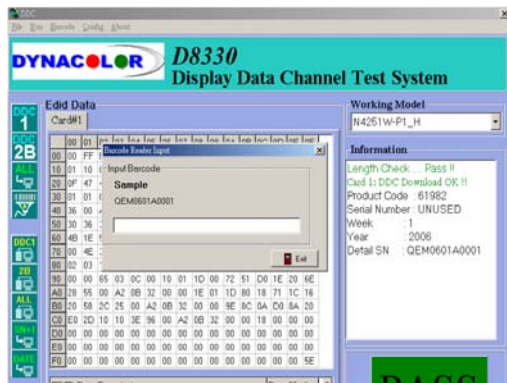 DDC
File Run Barcode Config About
DYNACOLOR
D8330
Display Data Channel Test System
DDC
1
DDC
2B
ALL
DDC1
2B
ALL
SN+1
DATE
Edid Data
Card#1
00 01
00 00 FF
10 01 10
20 0F 47
30 01 01
40 36 00
50 30 36
60 4B 1E
70 00 4E
80 02 03
90 00 00 65 03 0C 00 10 01 1D 00 72 51 D0 1E 20 6E
A0 28 55 00 A2 0B 32 00 00 1E 01 1D 80 18 71 1C 16
B0 20 58 2C 25 00 A2 0B 32 00 00 9E 8C 0A D0 8A 20
C0 E0 2D 10 10 3E 96 00 A2 0B 32 00 00 18 00 00 00
D0 00 00 00 00 00 00 00 00 00 00 00 00 00 00 00 00
E0 00 00 00 00 00 00 00 00 00 00 00 00 00 00 00 00
F0 00 00 00 00 00 00 00 00 00 00 00 00 00 00 00 5E
Barcode Reader Input
Input Barcode
Sample
QEM0601A0001
Exit
Working Model
N4251W-P1_H
Information
Length Check .... Pass !!
Card 1: DDC Download OK !!
Product Code : 61982
Serial Number : UNUSED
Week : 1
Year : 2006
Detail SN : QEM0601A0001